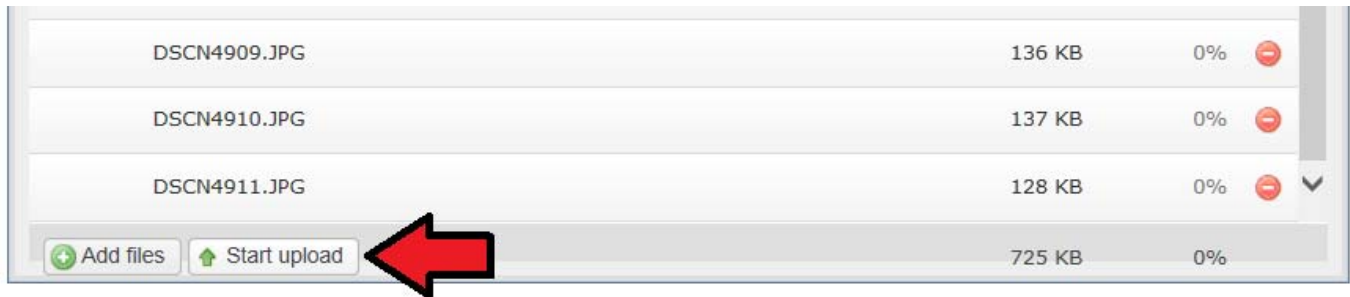 DSCN4909.JPG 136 KB 0%
DSCN4910.JPG 137 KB 0%
DSCN4911.JPG 128 KB 0%
Add files Start upload 725 KB 0%